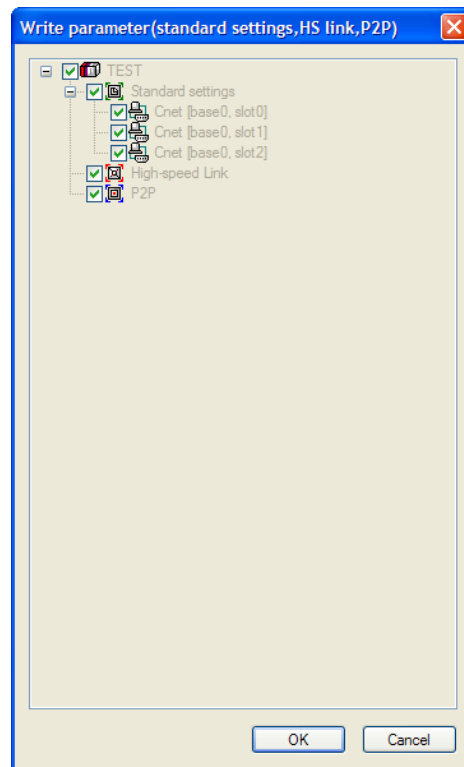 Write parameter(standard settings,HS link,P2P)
TEST
Standard settings
Cnet [base0, slot0]
Cnet [base0, slot1]
Cnet [base0, slot2]
High-speed Link
P2P
OK Cancel